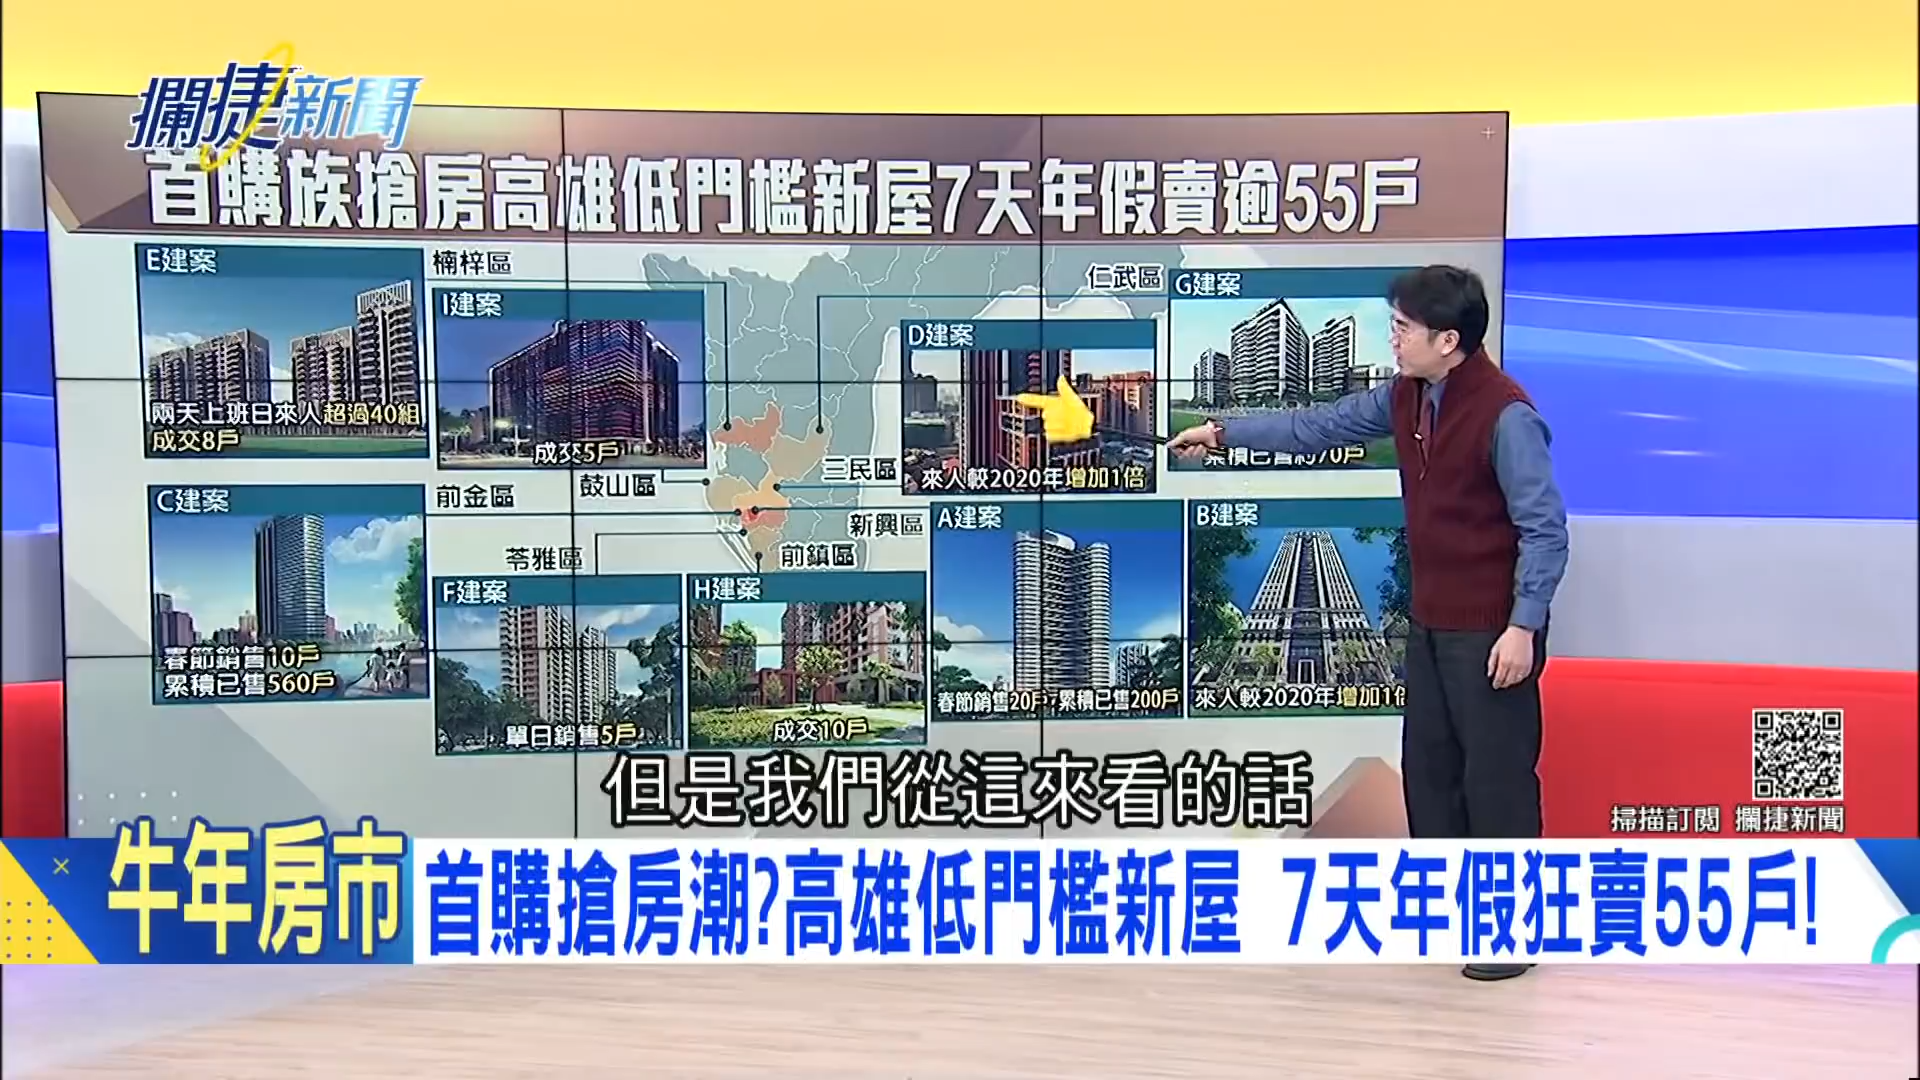 攔捷新聞
首購族搶房高雄低門檻新屋7天年假賣逾55戶
E建案
兩天上班日來人超過40組
成交8戶
楠梓區
I建案
成交5戶
仁武區
G建案
累積已售約70戶
D建案
來人較2020年增加1倍
三民區
鼓山區
前金區
新興區
苓雅區
前鎮區
C建案
春節銷售10戶
累積已售560戶
F建案
單日銷售5戶
H建案
成交10戶
A建案
春節銷售20戶,累積已售200戶
B建案
來人較2020年增加1倍
但是我們從這來看的話
掃描訂閱 攔捷新聞
牛年房市
首購搶房潮?高雄低門檻新屋 7天年假狂賣55戶!